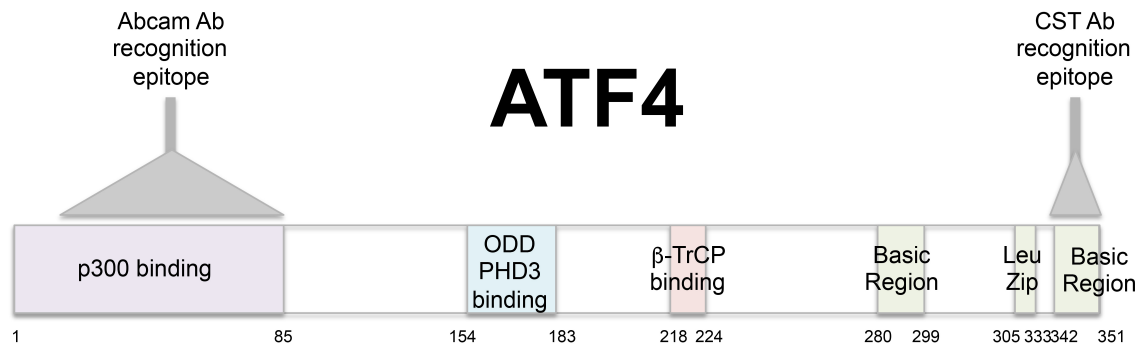 Abcam Ab
recognition
epitope
CST Ab
recognition
epitope
ATF4
p300 binding
ODD
PHD3
binding
β-TrCP
binding
Basic
Region
Leu
Zip
Basic
Region
1 85 154 183 218 224 280 299 305 333 342 351